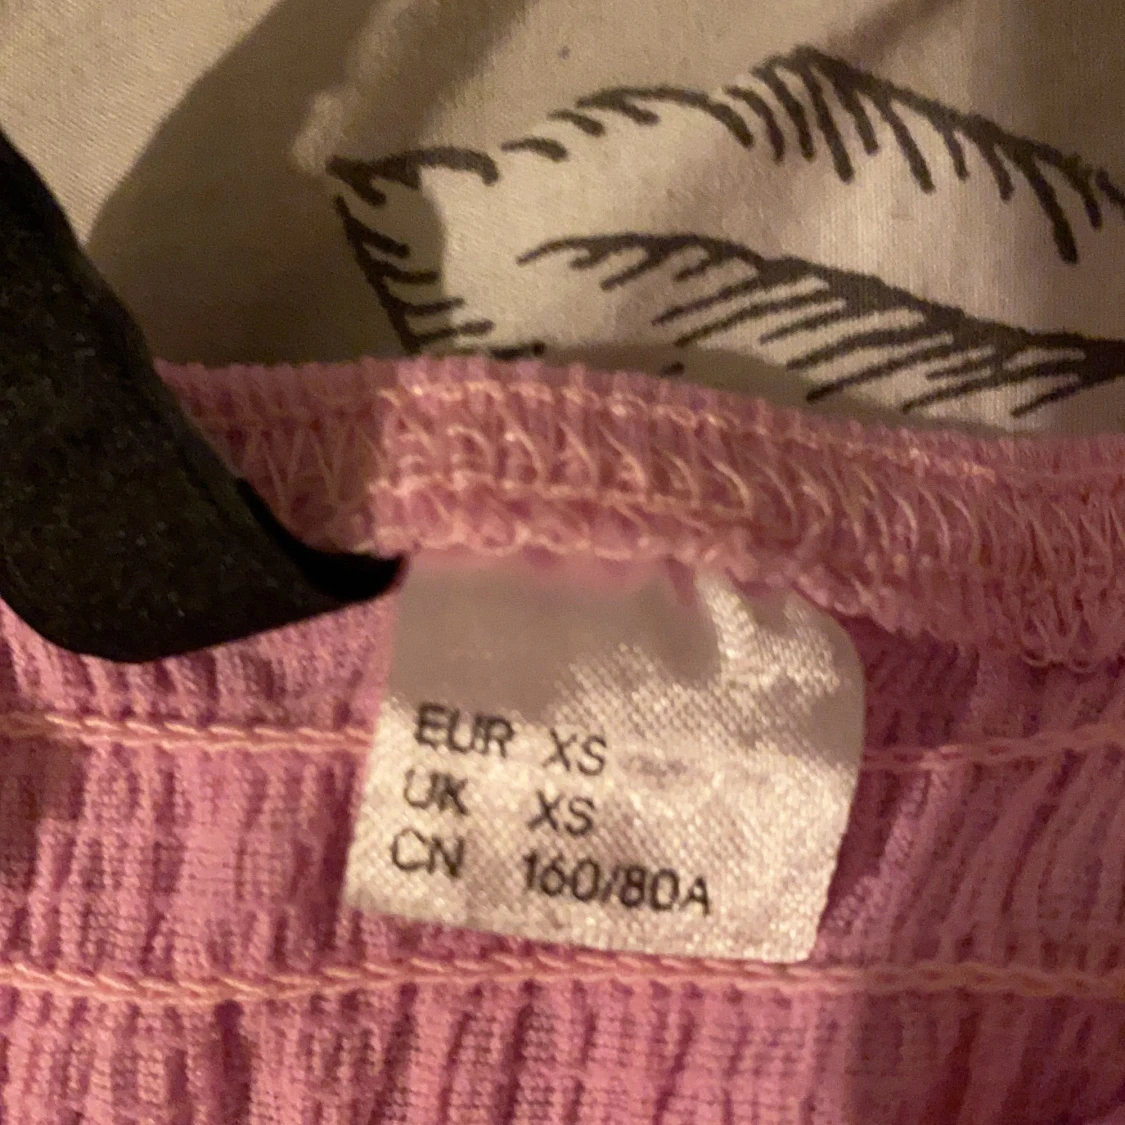 EUR XS
UK XS
CN 160/80A